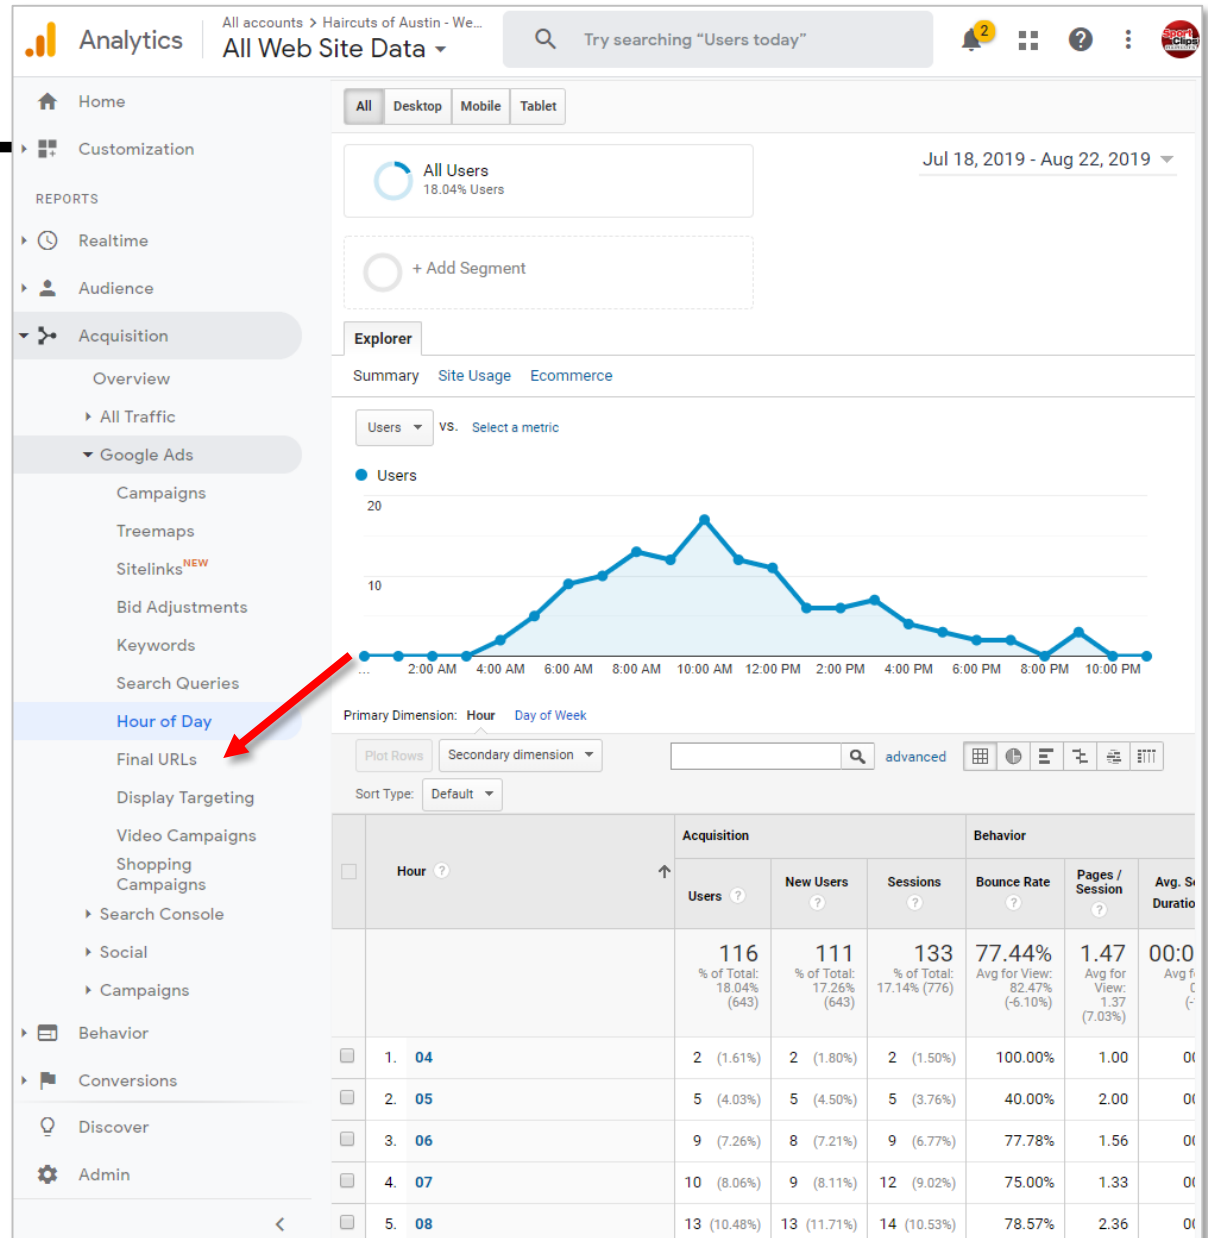 Analytics
All accounts > Haircuts of Austin - We...
All Web Site Data
Try searching "Users today"
2
Sport Clips
Home
Customization
REPORTS
Realtime
Audience
Acquisition
Overview
All Traffic
Google Ads
Campaigns
Treemaps
Sitelinks NEW
Bid Adjustments
Keywords
Search Queries
Hour of Day
Final URLs
Display Targeting
Video Campaigns
Shopping
Campaigns
Search Console
Social
Campaigns
Behavior
Conversions
Discover
Admin
All Desktop Mobile Tablet
All Users
18.04% Users
Jul 18, 2019 - Aug 22, 2019
+ Add Segment
Explorer
Summary Site Usage Ecommerce
Users VS. Select a metric
Users
20
10
... 2:00 AM 4:00 AM 6:00 AM 8:00 AM 10:00 AM 12:00 PM 2:00 PM 4:00 PM 6:00 PM 8:00 PM 10:00 PM
Primary Dimension: Hour Day of Week
Plot Rows Secondary dimension advanced
Sort Type: Default
Acquisition Behavior
Hour ? Users ? New Users ? Sessions ? Bounce Rate ? Pages / Session ? Avg. S Duratio
116 111 133 77.44% 1.47 00:0
% of Total: 18.04% (643)
% of Total: 17.26% (643)
% of Total: 17.14% (776)
Avg for View: 82.47% (-6.10%)
Avg for View: 1.37 (7.03%)
1. 04 2 (1.61%) 2 (1.80%) 2 (1.50%) 100.00% 1.00
2. 05 5 (4.03%) 5 (4.50%) 5 (3.76%) 40.00% 2.00
3. 06 9 (7.26%) 8 (7.21%) 9 (6.77%) 77.78% 1.56
4. 07 10 (8.06%) 9 (8.11%) 12 (9.02%) 75.00% 1.33
5. 08 13 (10.48%) 13 (11.71%) 14 (10.53%) 78.57% 2.36